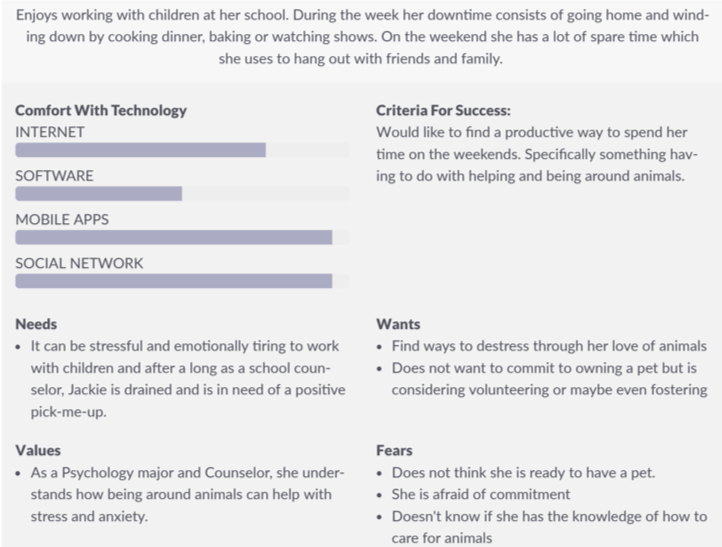 Enjoys working with children at her school. During the week her downtime consists of going home and wind-
ing down by cooking dinner, baking or watching shows. On the weekend she has a lot of spare time which
she uses to hang out with friends and family.
Comfort With Technology
INTERNET
SOFTWARE
MOBILE APPS
SOCIAL NETWORK
Criteria For Success:
Would like to find a productive way to spend her
time on the weekends. Specifically something hav-
ing to do with helping and being around animals.
Needs
• It can be stressful and emotionally tiring to work
with children and after a long as a school coun-
selor, Jackie is drained and is in need of a positive
pick-me-up.
Wants
• Find ways to destress through her love of animals
• Does not want to commit to owning a pet but is
considering volunteering or maybe even fostering
Values
• As a Psychology major and Counselor, she under-
stands how being around animals can help with
stress and anxiety.
Fears
• Does not think she is ready to have a pet.
• She is afraid of commitment
• Doesn't know if she has the knowledge of how to
care for animals